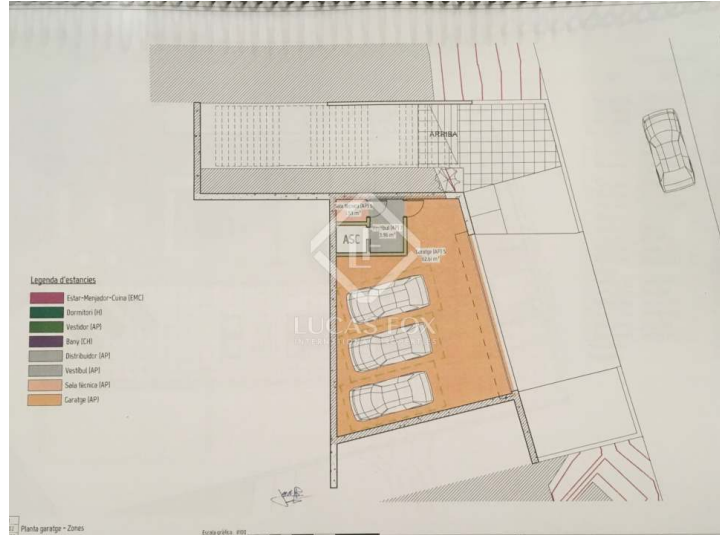 ARRIBA
ASC
LUCAS FOX
Legenda d'estancies
Estar-Menjador-Cuina (EMC)
Dormitori (H)
Vestidor (AP)
Bany (CH)
Distribuidor (AP)
Vestíbul (AP)
Sala tècnica (AP)
Garatge (AP)
Planta garatge - Zones